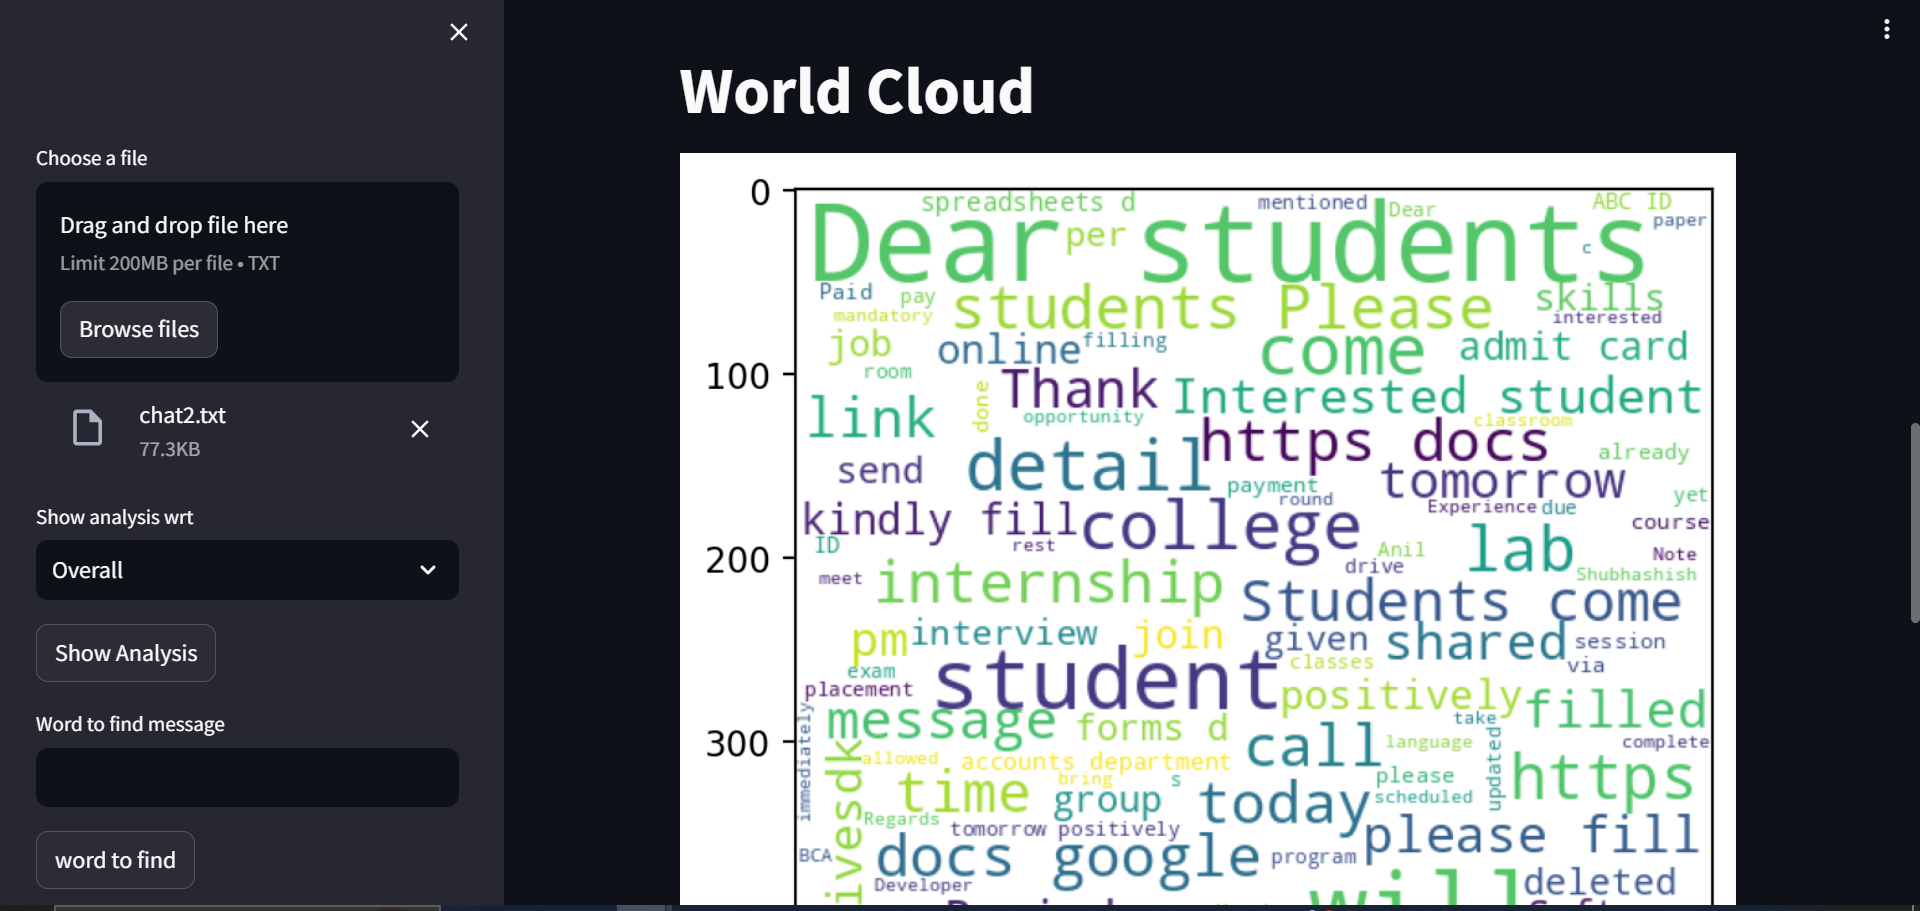 Choose a file
Drag and drop file here
Limit 200MB per file • TXT
Browse files
chat2.txt
77.3KB
Show analysis wrt
Overall
Show Analysis
Word to find message
word to find
World Cloud
0
100
200
300
spreadsheets d
mentioned
Dear
ABC ID
paper
Dear students
per
c
Paid
pay
students Please
skills
mandatory
interested
job
online
filling
come
admit card
room
done
Thank
Interested student
link
opportunity
classroom
https docs
already
send
detail
tomorrow
payment
round
yet
Experience
due
kindly fill
college
course
ID
rest
Anil
lab
Note
meet
drive
internship
Shubhashish
Students come
pm
interview
join
given
shared
session
exam
student
classes
via
placement
positively
filled
immediately
message
forms d
take
call
language
updated
complete
allowed
accounts department
ivesdk
time
bring
s
please
https
group
today
scheduled
Regards
tomorrow positively
please fill
BCA
docs google
program
Developer
will
deleted